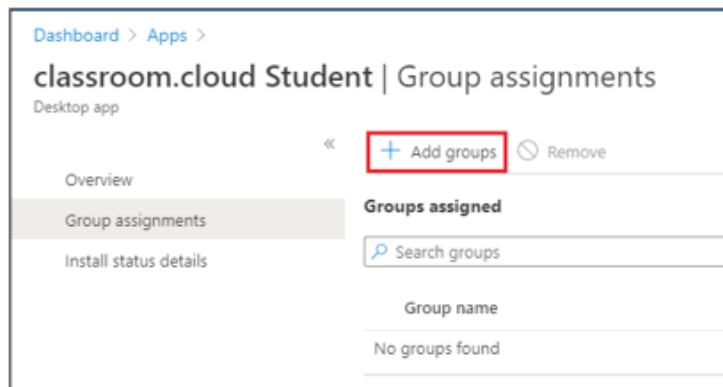 Dashboard > Apps >
classroom.cloud Student | Group assignments
Desktop app
«
+ Add groups Remove
Overview
Group assignments
Install status details
Groups assigned
Search groups
Group name
No groups found